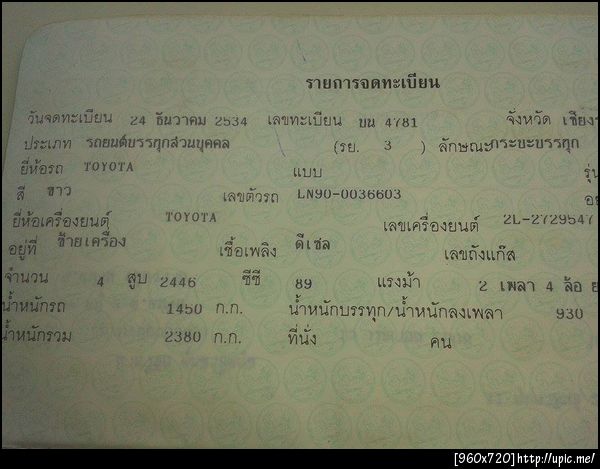 รายการจดทะเบียน
วันจดทะเบียน 24 ธันวาคม 2534 เลขทะเบียน บน 4781 จังหวัด เชียงร
ประเภท รถยนต์บรรทุกส่วนบุคคล (รย. 3 ) ลักษณะกระบะบรรทุก
ยี่ห้อรถ TOYOTA แบบ รุ่น
สี ขาว เลขตัวรถ LN90-0036603 อยู่
ยี่ห้อเครื่องยนต์ TOYOTA เลขเครื่องยนต์ 2L-2729547
อยู่ที่ ซ้ายเครื่อง เชื้อเพลิง ดีเซล เลขถังแก๊ส
จำนวน 4 สูบ 2446 ซีซี 89 แรงม้า 2 เพลา 4 ล้อ ย
น้ำหนักรถ 1450 ก.ก. น้ำหนักบรรทุก/น้ำหนักลงเพลา 930
น้ำหนักรวม 2380 ก.ก. ที่นั่ง คน
[960x720]http://upic.me/